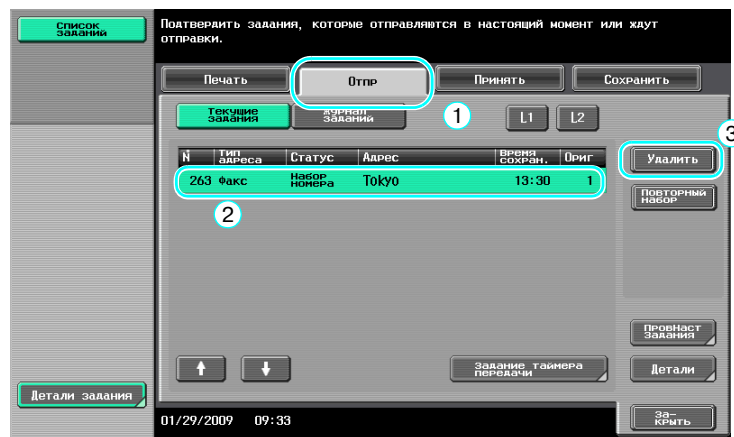 Список
заданий
Подтвердить задания, которые отправляются в настоящий момент или ждут
отправки.
Печать
Отпр
Принять
Сохранить
Текущие
задания
Журнал
заданий
1
L1
L2
3
N
Тип
адреса
Статус
Адрес
Время
сохран.
Ориг
Удалить
263 Факс Набор
номера Tokyo 13:30 1
2
Повторный
набор
ПровНаст
Задания
Задание таймера
передачи
Детали
Детали задания
01/29/2009 09:33
За-
крыть